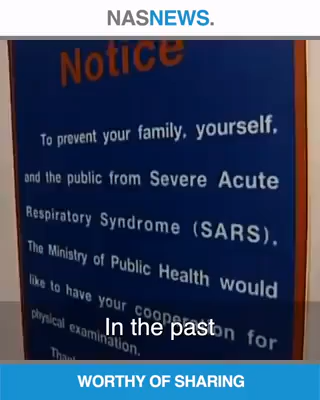 NASNEWS.
Notice
To prevent your family, yourself,
and the public from Severe Acute
Respiratory Syndrome (SARS),
The Ministry of Public Health would
like to have your cooperation for
physical examination.
In the past
WORTHY OF SHARING